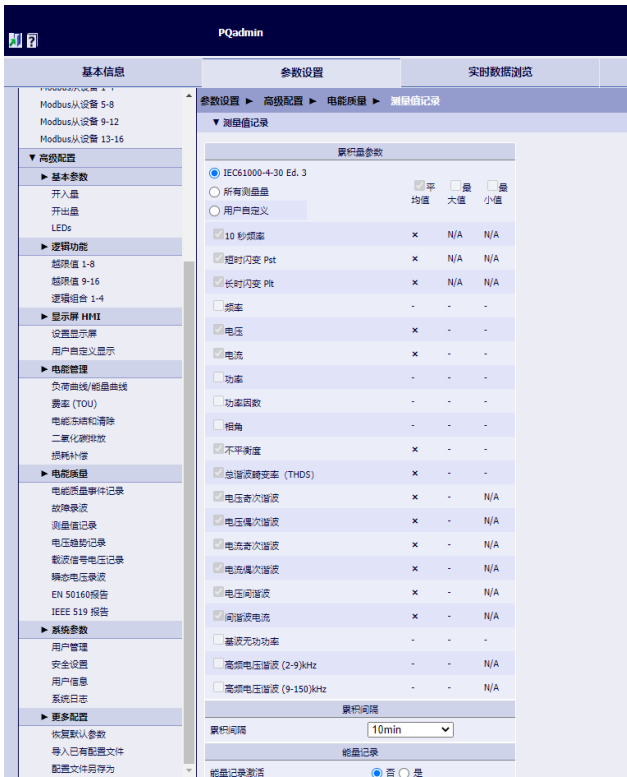 PQadmin
基本信息
参数设置
实时数据浏览
Modbus从设备 5-8
Modbus从设备 9-12
Modbus从设备 13-16
▼ 高级配置
► 基本参数
开入量
开出量
LEDs
► 逻辑功能
越限值 1-8
越限值 9-16
逻辑组合 1-4
► 显示屏 HMI
设置显示屏
用户自定义显示
► 电能管理
负荷曲线/能量曲线
费率 (TOU)
电能冻结和清除
二氧化碳排放
损耗补偿
► 电能质量
电能质量事件记录
故障录波
测量值记录
电压趋势记录
载波信号电压记录
瞬态电压录波
EN 50160报告
IEEE 519 报告
► 系统参数
用户管理
安全设置
用户信息
系统日志
► 更多配置
恢复默认参数
导入已有配置文件
配置文件另存为
参数设置 ► 高级配置 ► 电能质量 ► 测量值记录
▼ 测量值记录
累积量参数
IEC61000-4-30 Ed. 3
所有测量量
用户自定义
平均值
最大值
最小值
10 秒频率 × N/A N/A
短时闪变 Pst × N/A N/A
长时闪变 Plt × N/A N/A
频率 - - -
电压 × - -
电流 × - -
功率 - - -
功率因数 - - -
相角 - - -
不平衡度 × - -
总谐波畸变率（THDS） × - -
电压奇次谐波 × - N/A
电压偶次谐波 × - N/A
电流奇次谐波 × - N/A
电流偶次谐波 × - N/A
电压间谐波 × - N/A
间谐波电流 × - N/A
基波无功功率 - - -
高频电压谐波 (2-9)kHz - - N/A
高频电压谐波 (9-150)kHz - - N/A
累积间隔
累积间隔 10min
能量记录
能量记录激活 否 是